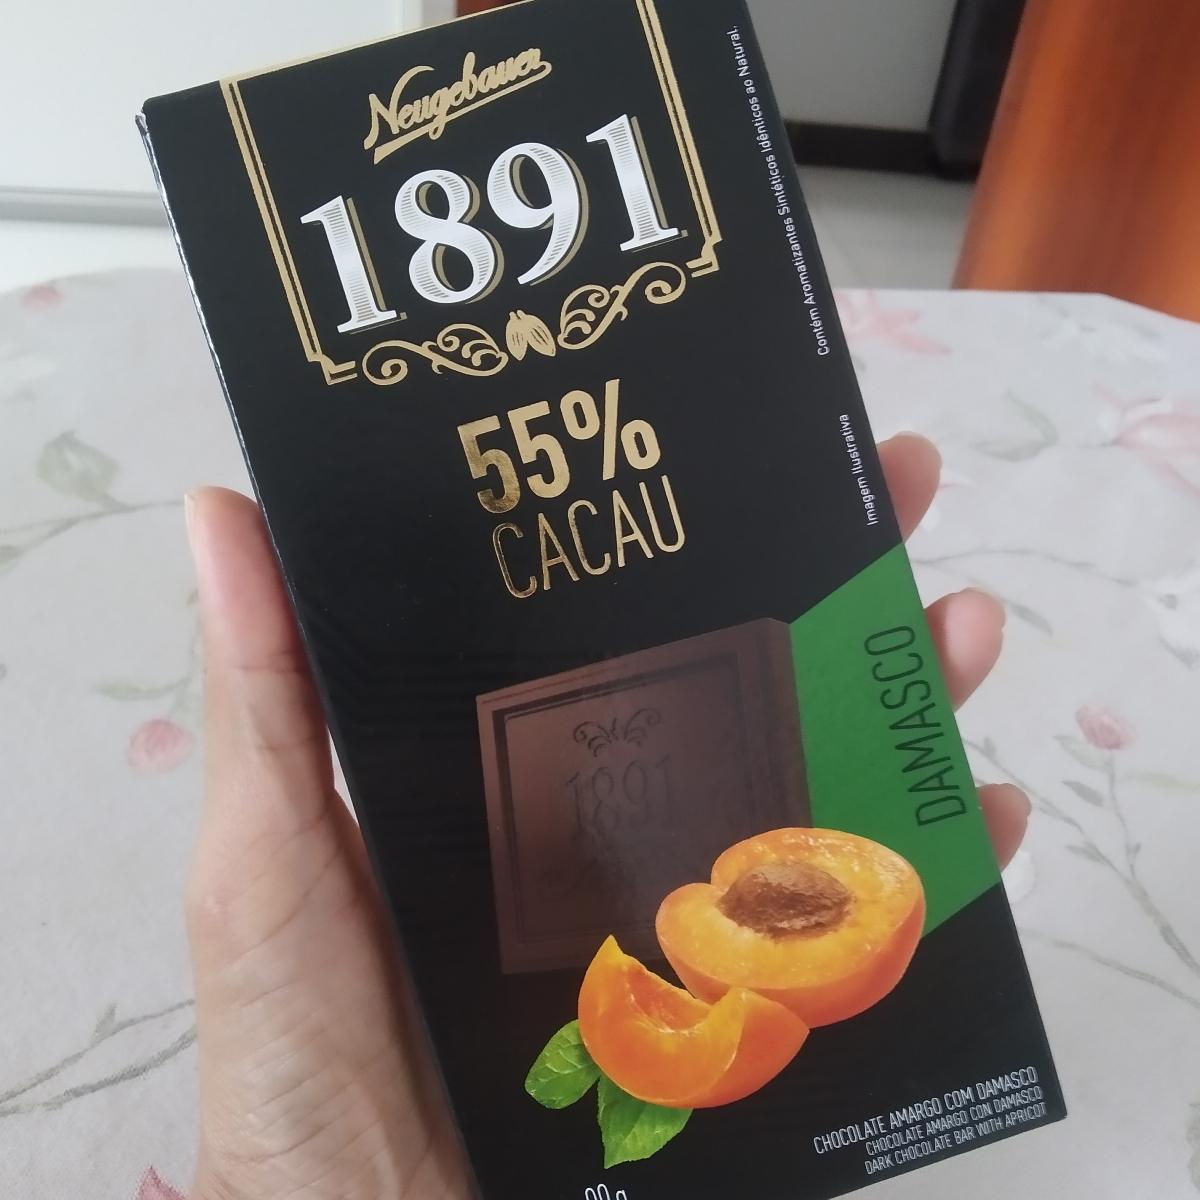 Neugebauer
1891
55%
CACAU
Contém Aromatizantes Sintéticos Idênticos ao Natural.
Imagem Ilustrativa
DAMASCO
1891
CHOCOLATE AMARGO COM DAMASCO
CHOCOLATE AMARGO CON DAMASCO
DARK CHOCOLATE BAR WITH APRICOT